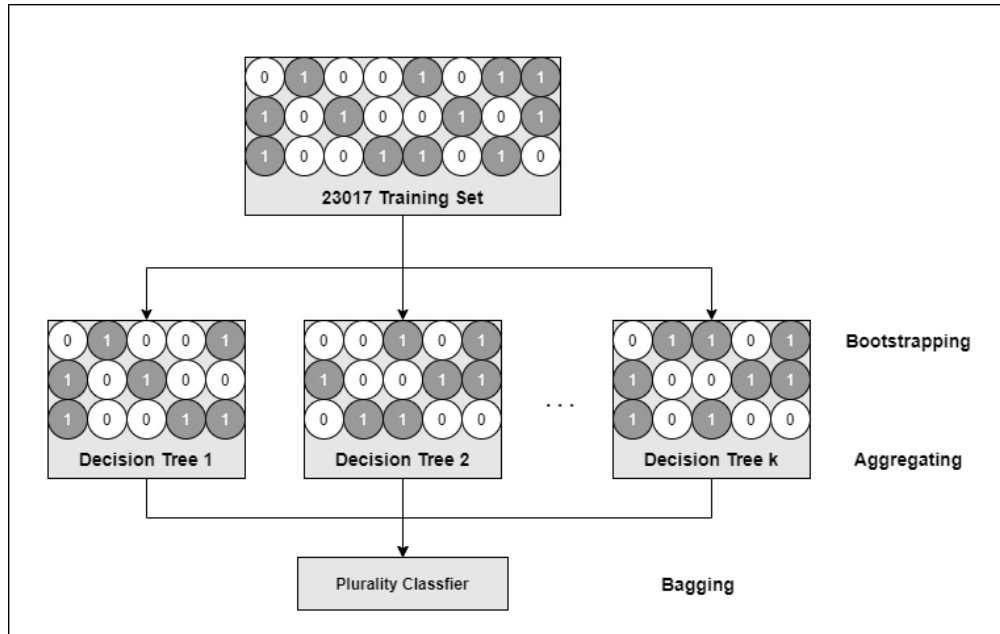 0 1 0 0 1 0 1 1
1 0 1 0 0 1 0 1
1 0 0 1 1 0 1 0
23017 Training Set
0 1 0 0 1
1 0 1 0 0
1 0 0 1 1
Decision Tree 1
0 0 1 0 1
1 0 0 1 1
0 1 1 0 0
Decision Tree 2
. . .
0 1 1 0 1
1 0 0 1 1
1 0 1 0 0
Decision Tree k
Bootstrapping
Aggregating
Plurality Classfier
Bagging